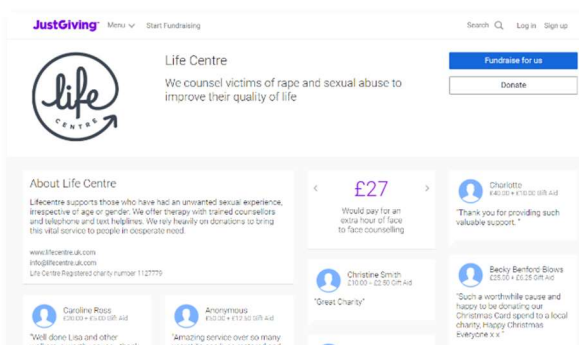 JustGiving Menu Start Fundraising Search Log in Sign up
life
CENTRE
Life Centre
We counsel victims of rape and sexual abuse to
improve their quality of life
Fundraise for us
Donate
About Life Centre
Lifecentre supports those who have had an unwanted sexual experience,
irrespective of age or gender. We offer therapy with trained counsellors
and telephone and text helplines. We rely heavily on donations to bring
this vital service to people in desperate need.
www.lifecentre.uk.com
info@lifecentre.uk.com
Life Centre Registered charity number 1127779
£27
Would pay for an
extra hour of face
to face counselling
Charlotte
£40.00 + £10.00 Gift Aid
"Thank you for providing such
valuable support. "
Christine Smith
£10.00 + £2.50 Gift Aid
"Great Charity"
Becky Benford-Blows
£25.00 + £6.25 Gift Aid
"Such a worthwhile cause and
happy to be donating our
Christmas Card spend to a local
charity, Happy Christmas
Everyone x x"
Caroline Ross
£20.00 + £5.00 Gift Aid
"Well done Lisa and other
Anonymous
£50.00 + £12.50 Gift Aid
"Amazing service over so many